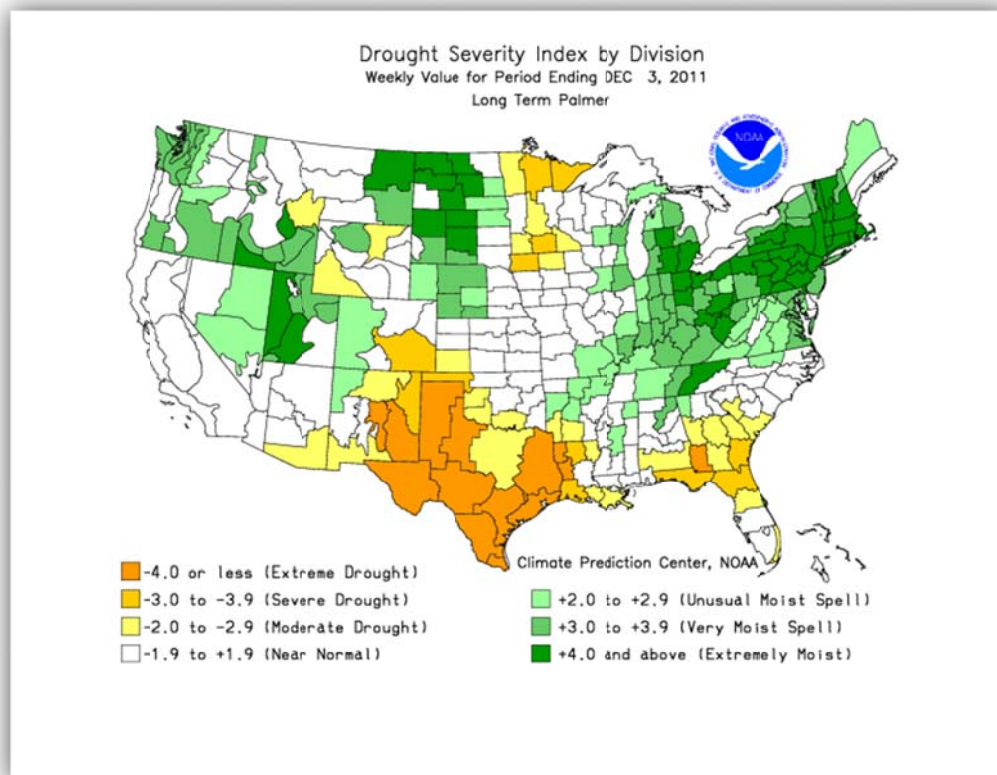 Drought Severity Index by Division
Weekly Value for Period Ending DEC 3, 2011
Long Term Palmer
NOAA
Climate Prediction Center, NOAA
-4.0 or less (Extreme Drought)
-3.0 to -3.9 (Severe Drought)
-2.0 to -2.9 (Moderate Drought)
-1.9 to +1.9 (Near Normal)
+2.0 to +2.9 (Unusual Moist Spell)
+3.0 to +3.9 (Very Moist Spell)
+4.0 and above (Extremely Moist)